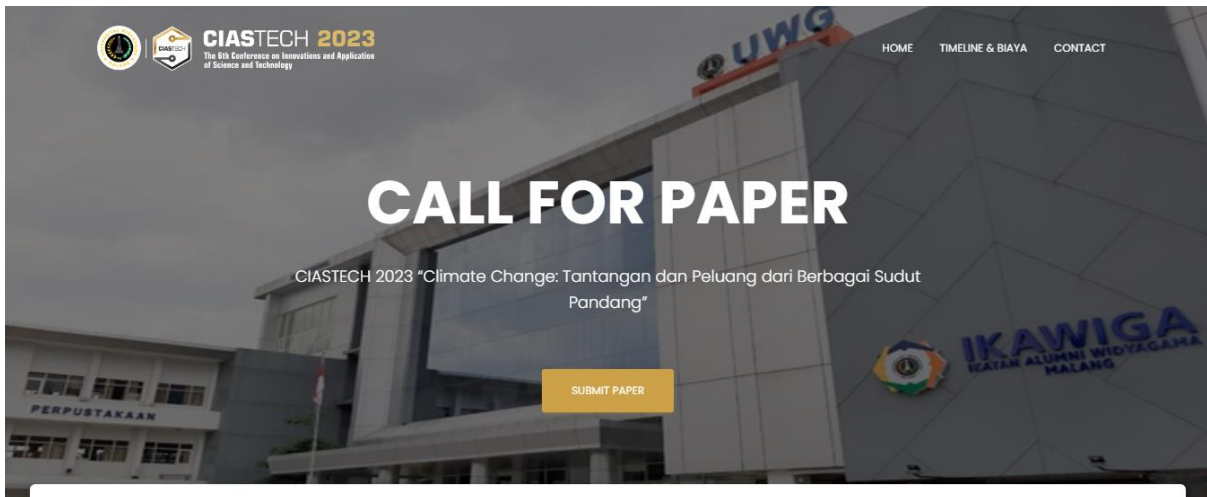 CIASTECH 2023
The 6th Conference on Innovations and Application
of Science and Technology
CIASTECH
HOME
TIMELINE & BIAYA
CONTACT
UWG
CALL FOR PAPER
CIASTECH 2023 "Climate Change: Tantangan dan Peluang dari Berbagai Sudut
Pandang"
SUBMIT PAPER
IKAWIGA
IKATAN ALUMNI WIDYAGAMA
MALANG
PERPUSTAKAAN